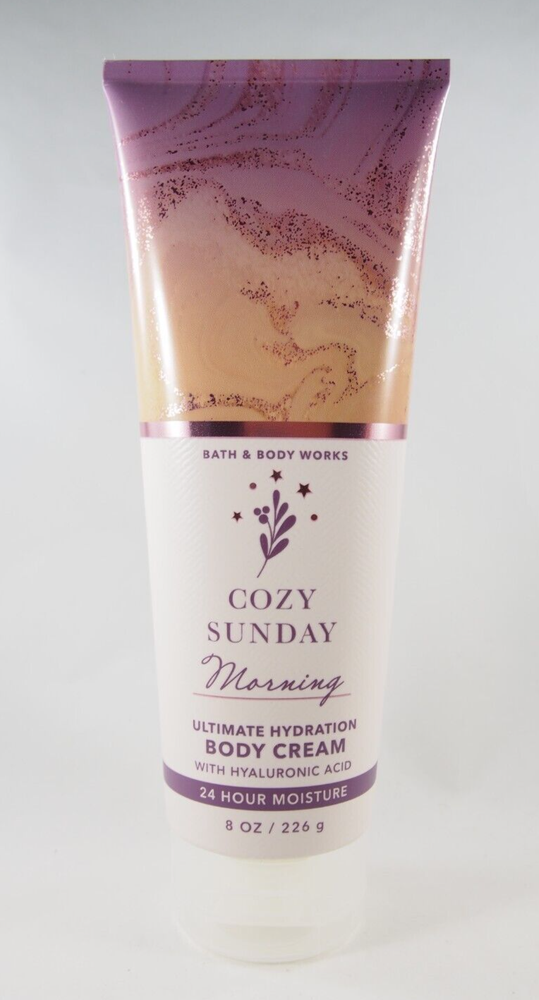 BATH & BODY WORKS
COZY
SUNDAY
Morning
ULTIMATE HYDRATION
BODY CREAM
WITH HYALURONIC ACID
24 HOUR MOISTURE
8 OZ / 226 g